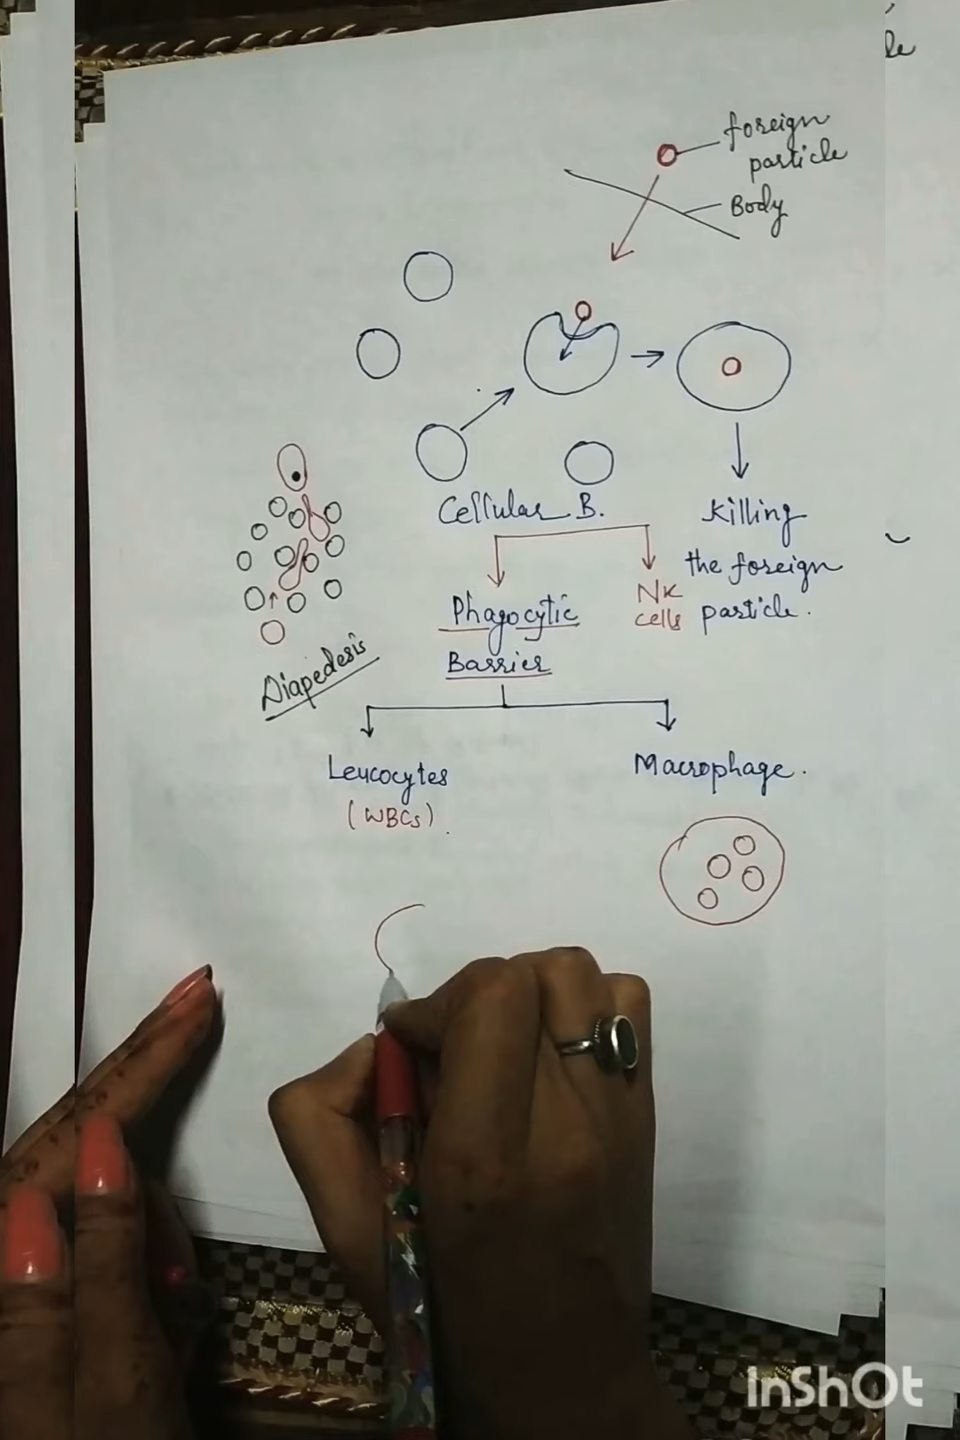 foreign
particle
Body
Cellular B.
Killing
the foreign
particle.
NK
cells
Phagocytic
Barrier
Diapedesis
Leucocytes
(WBCs).
Macrophage.
InShOt